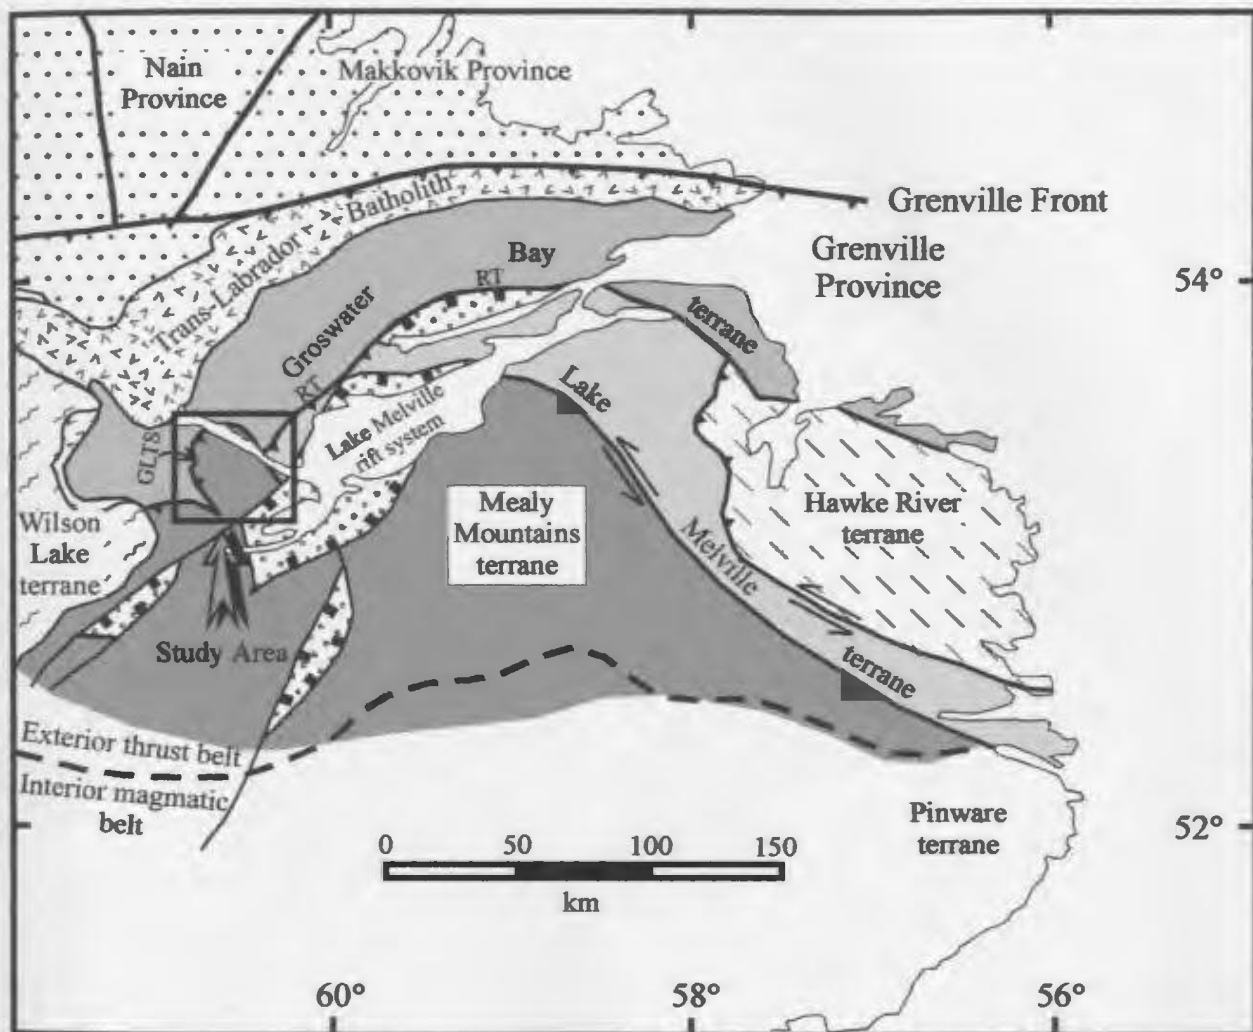 Nain
Province
Makkovik Province
Trans-Labrador Batholith
Grenville Front
Grenville
Province
54°
Groswater Bay terrane
RT
RT
GLTS
Lake Melville
rift system
Lake Melville terrane
Wilson
Lake
terrane
Mealy
Mountains
terrane
Hawke River
terrane
Study Area
Exterior thrust belt
Interior magmatic
belt
Pinware
terrane
52°
0 50 100 150
km
60° 58° 56°